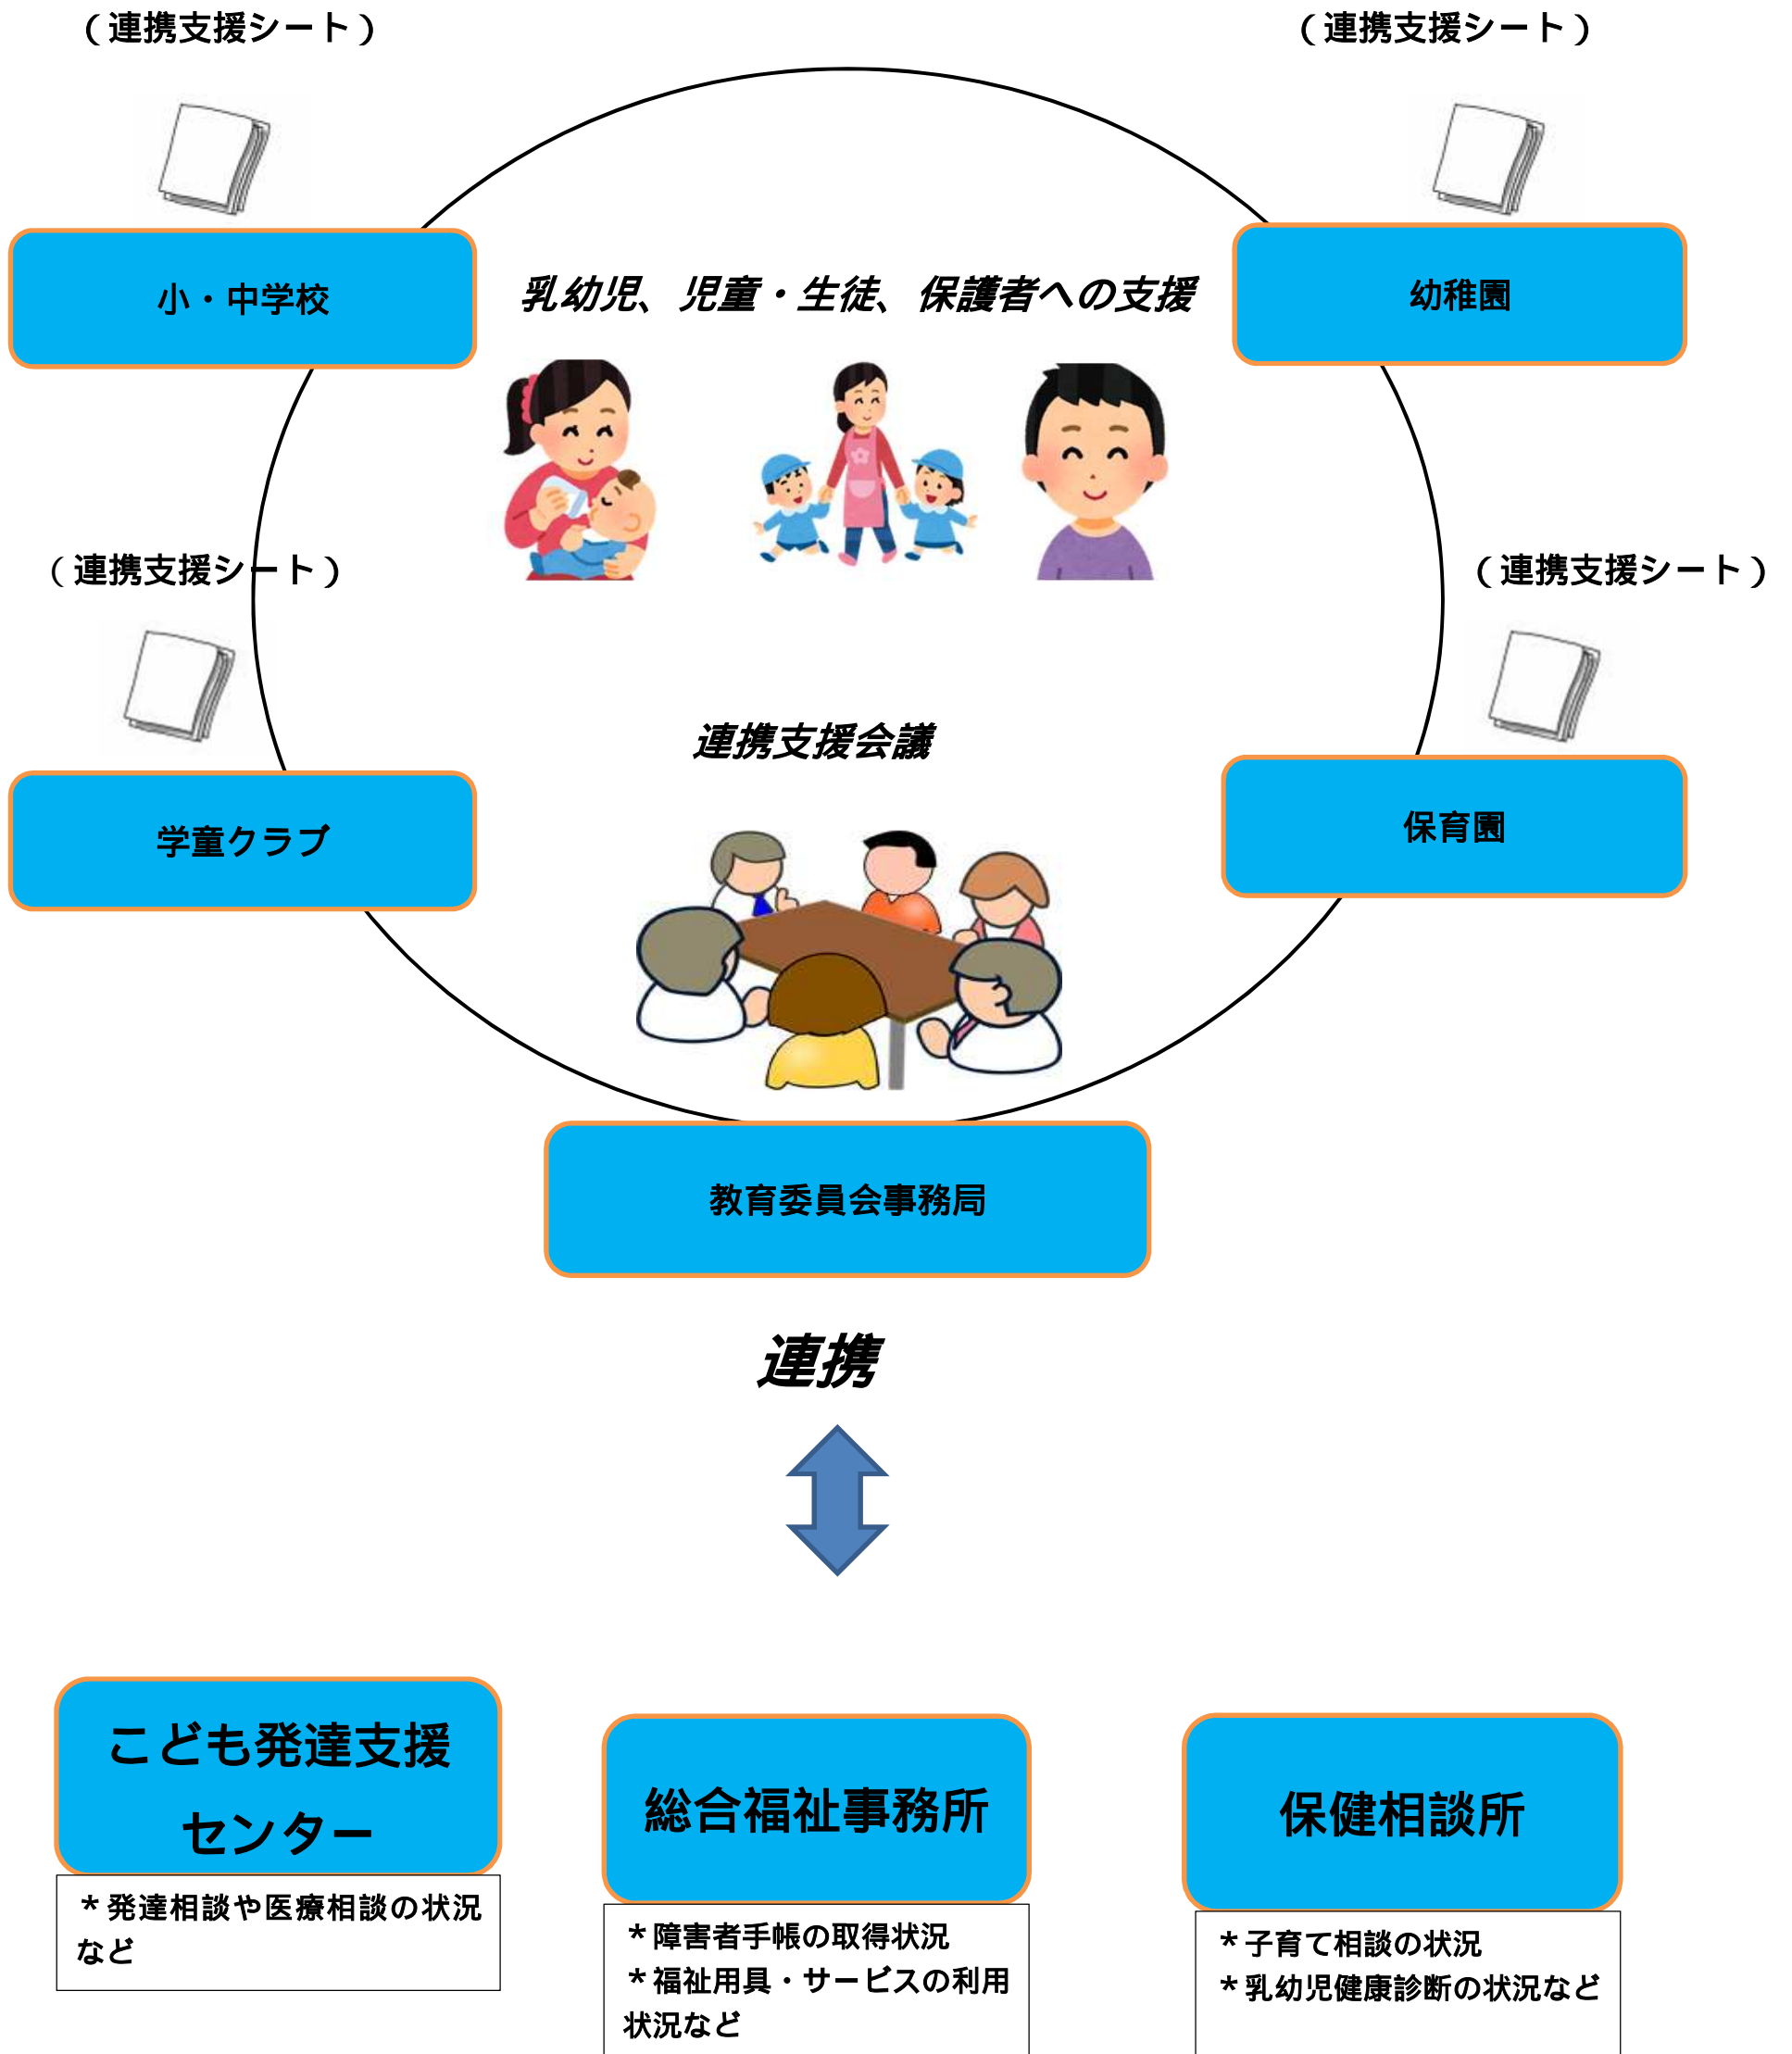 （連携支援シート）
（連携支援シート）
小・中学校
乳幼児、児童・生徒、保護者への支援
幼稚園
（連携支援シート）
（連携支援シート）
連携支援会議
学童クラブ
保育園
教育委員会事務局
連携
こども発達支援
センター
＊発達相談や医療相談の状況
など
総合福祉事務所
＊障害者手帳の取得状況
＊福祉用具・サービスの利用
状況など
保健相談所
＊子育て相談の状況
＊乳幼児健康診断の状況など